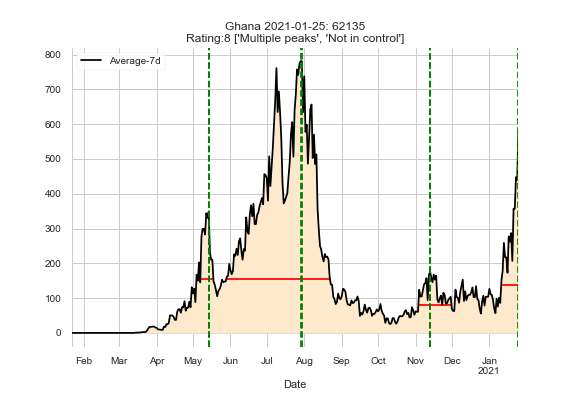 Ghana 2021-01-25: 62135
Rating:8 ['Multiple peaks', 'Not in control']
Average-7d
800
700
600
500
400
300
200
100
0
Feb Mar Apr May Jun Jul Aug Sep Oct Nov Dec Jan
2021
Date